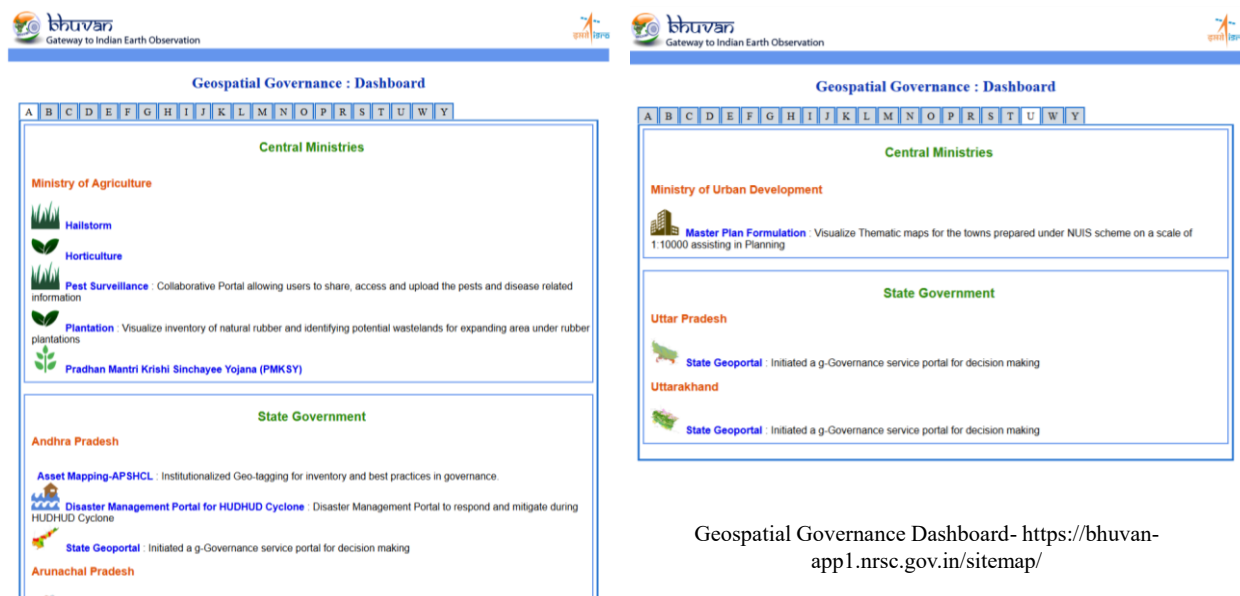 bhuvan
Gateway to Indian Earth Observation
इसरो isro
Geospatial Governance : Dashboard
A B C D E F G H I J K L M N O P R S T U W Y
Central Ministries
Ministry of Agriculture
Hailstorm
Horticulture
Pest Surveillance : Collaborative Portal allowing users to share, access and upload the pests and disease related
information
Plantation : Visualize inventory of natural rubber and identifying potential wastelands for expanding area under rubber
plantations
Pradhan Mantri Krishi Sinchayee Yojana (PMKSY)
State Government
Andhra Pradesh
Asset Mapping-APSHCL : Institutionalized Geo-tagging for inventory and best practices in governance.
Disaster Management Portal for HUDHUD Cyclone : Disaster Management Portal to respond and mitigate during
HUDHUD Cyclone
State Geoportal : Initiated a g-Governance service portal for decision making
Arunachal Pradesh
bhuvan
Gateway to Indian Earth Observation
इसरो isro
Geospatial Governance : Dashboard
A B C D E F G H I J K L M N O P R S T U W Y
Central Ministries
Ministry of Urban Development
Master Plan Formulation : Visualize Thematic maps for the towns prepared under NUIS scheme on a scale of
1:10000 assisting in Planning
State Government
Uttar Pradesh
State Geoportal : Initiated a g-Governance service portal for decision making
Uttarakhand
State Geoportal : Initiated a g-Governance service portal for decision making
Geospatial Governance Dashboard- https://bhuvan-
app1.nrsc.gov.in/sitemap/